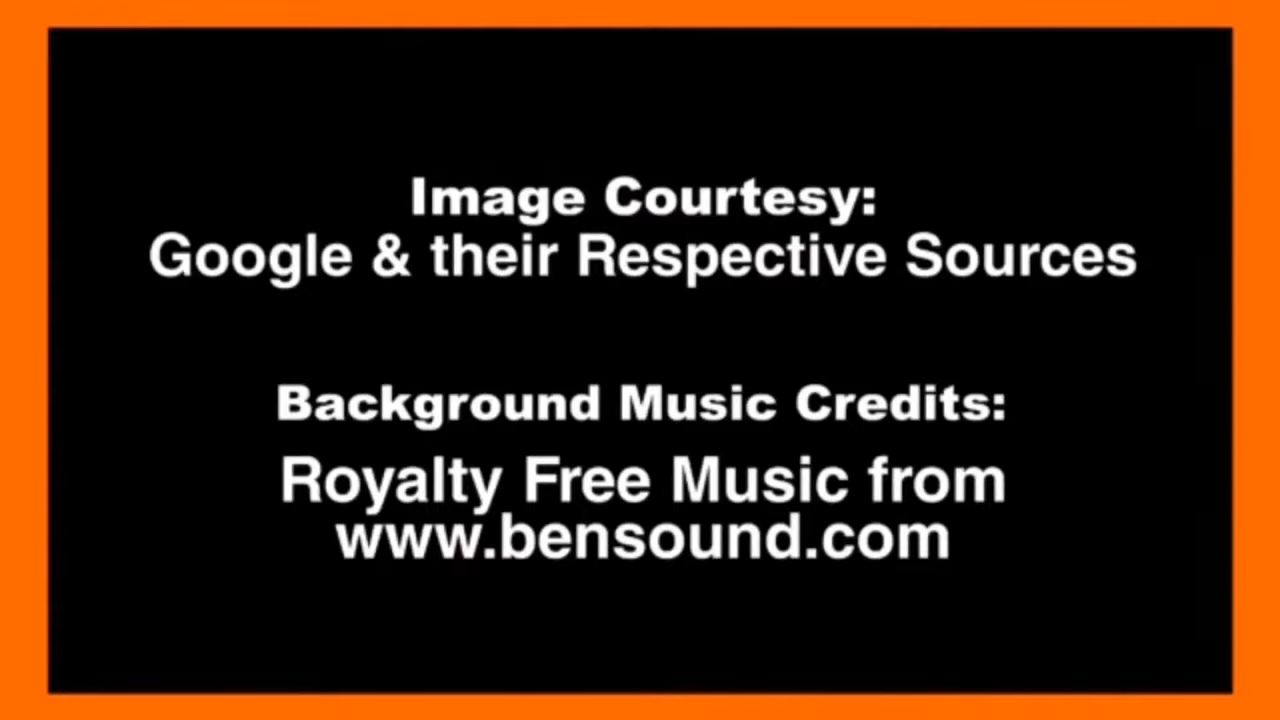 Image Courtesy:
Google & their Respective Sources
Background Music Credits:
Royalty Free Music from
www.bensound.com